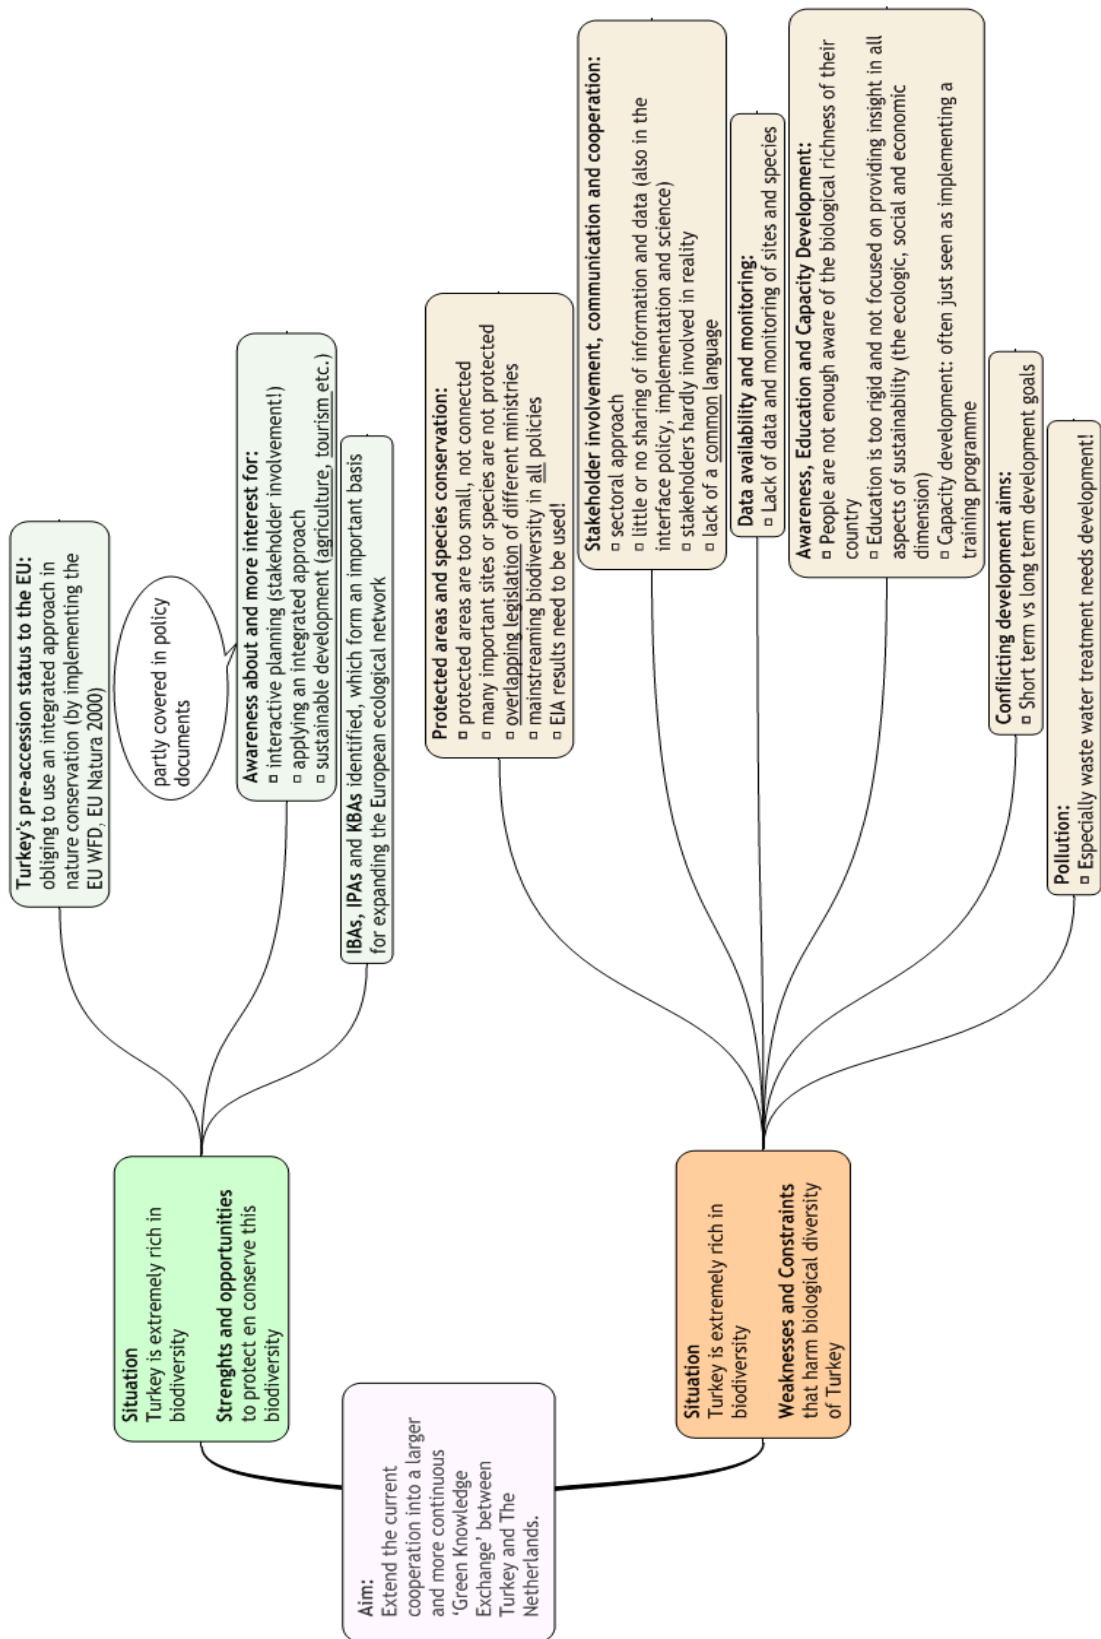 Aim:
Extend the current
cooperation into a larger
and more continuous
‘Green Knowledge
Exchange’ between
Turkey and The
Netherlands.
Situation
Turkey is extremely rich in
biodiversity
Strenghts and opportunities
to protect en conserve this
biodiversity
Turkey's pre-accession status to the EU:
obliging to use an integrated approach in
nature conservation (by implementing the
EU WFD, EU Natura 2000)
partly covered in policy
documents
Awareness about and more interest for:
▫ interactive planning (stakeholder involvement!)
▫ applying an integrated approach
▫ sustainable development (agriculture, tourism etc.)
IBAs, IPAs and KBAs identified, which form an important basis
for expanding the European ecological network
Situation
Turkey is extremely rich in
biodiversity
Weaknesses and Constraints
that harm biological diversity
of Turkey
Protected areas and species conservation:
▫ protected areas are too small, not connected
▫ many important sites or species are not protected
▫ overlapping legislation of different ministries
▫ mainstreaming biodiversity in all policies
▫ EIA results need to be used!
Stakeholder involvement, communication and cooperation:
▫ sectoral approach
▫ little or no sharing of information and data (also in the
interface policy, implementation and science)
▫ stakeholders hardly involved in reality
▫ lack of a common language
Data availability and monitoring:
▫ Lack of data and monitoring of sites and species
Awareness, Education and Capacity Development:
▫ People are not enough aware of the biological richness of their
country
▫ Education is too rigid and not focused on providing insight in all
aspects of sustainability (the ecologic, social and economic
dimension)
▫ Capacity development: often just seen as implementing a
training programme
Conflicting development aims:
▫ Short term vs long term development goals
Pollution:
▫ Especially waste water treatment needs development!